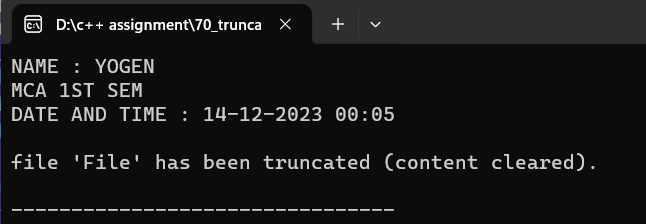 D:\c++ assignment\70_trunca
NAME : YOGEN
MCA 1ST SEM
DATE AND TIME : 14-12-2023 00:05
file 'File' has been truncated (content cleared).
--------------------------------